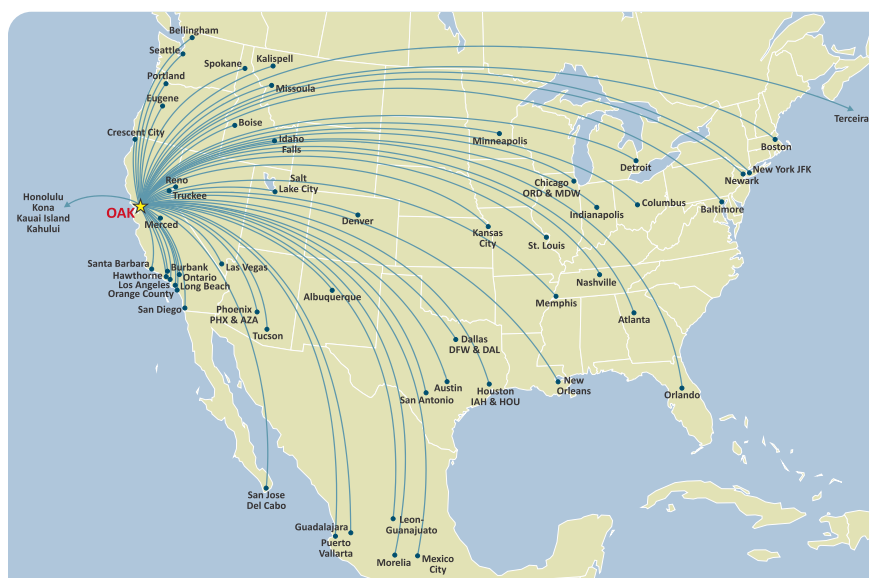 Bellingham
Seattle
Spokane
Kalispell
Portland
Missoula
Eugene
Terceira
Boise
Crescent City
Idaho
Falls
Minneapolis
Boston
Detroit
New York JFK
Newark
Reno
Truckee
Salt
Lake City
Chicago
ORD & MDW
Honolulu
Kona
Kauai Island
Kahului
OAK
Merced
Denver
Indianapolis
Columbus
Baltimore
Kansas
City
St. Louis
Santa Barbara
Burbank
Las Vegas
Hawthorne
Ontario
Los Angeles
Long Beach
Orange County
Nashville
San Diego
Phoenix
PHX & AZA
Albuquerque
Memphis
Atlanta
Tucson
Dallas
DFW & DAL
Austin
San Antonio
Houston
IAH & HOU
New
Orleans
Orlando
San Jose
Del Cabo
Guadalajara
Puerto
Vallarta
Leon-
Guanajuato
Morelia
Mexico
City